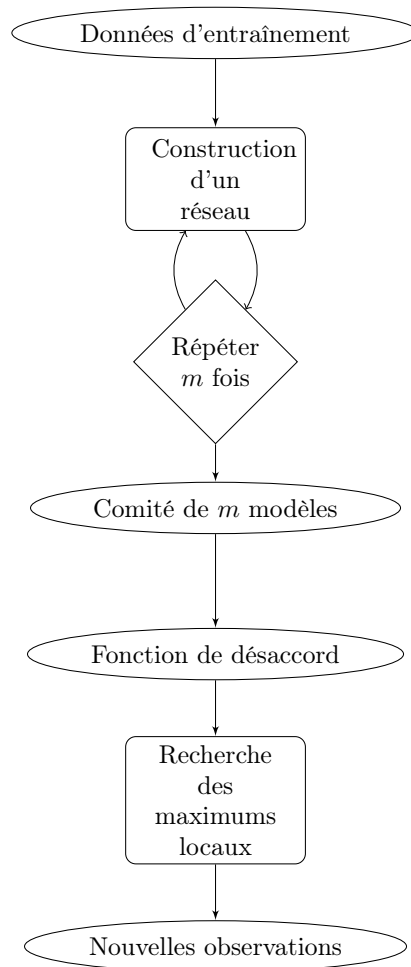 Données d'entraînement
Construction
d'un
réseau
Répéter
m fois
Comité de m modèles
Fonction de désaccord
Recherche
des
maximums
locaux
Nouvelles observations